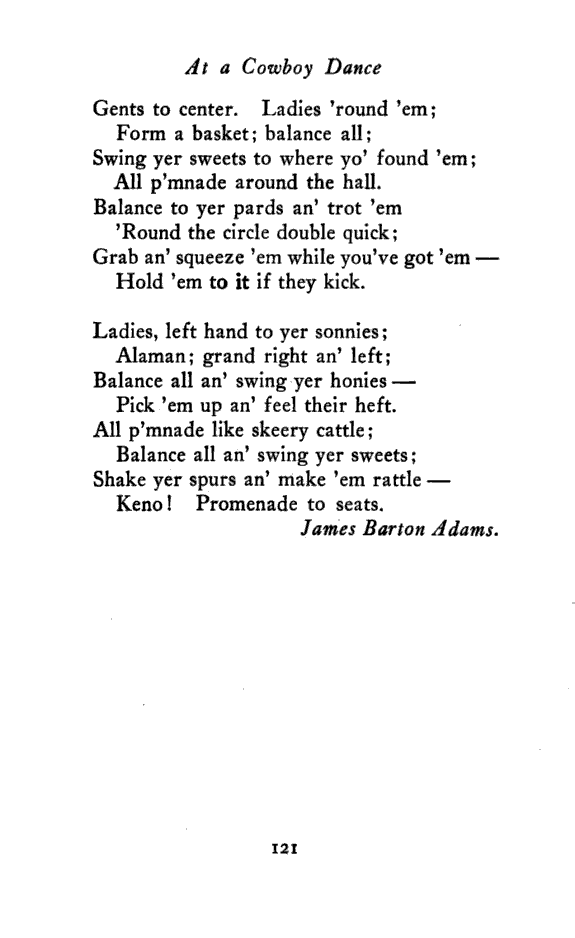 At a Cowboy Dance
Gents to center. Ladies 'round 'em;
Form a basket; balance all;
Swing yer sweets to where yo' found 'em;
All p'mnade around the hall.
Balance to yer pards an' trot 'em
'Round the circle double quick;
Grab an' squeeze 'em while you've got 'em —
Hold 'em to it if they kick.
Ladies, left hand to yer sonnies;
Alaman; grand right an' left;
Balance all an' swing yer honies —
Pick 'em up an' feel their heft.
All p'mnade like skeery cattle;
Balance all an' swing yer sweets;
Shake yer spurs an' make 'em rattle —
Keno! Promenade to seats.
James Barton Adams.
121